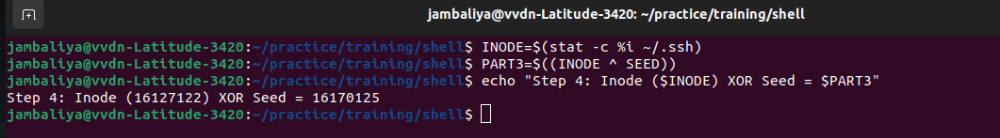 jambaliya@vvdn-Latitude-3420: ~/practice/training/shell
jambaliya@vvdn-Latitude-3420:~/practice/training/shell$ INODE=$(stat -c %i ~/.ssh)
jambaliya@vvdn-Latitude-3420:~/practice/training/shell$ PART3=$((INODE ^ SEED))
jambaliya@vvdn-Latitude-3420:~/practice/training/shell$ echo "Step 4: Inode ($INODE) XOR Seed = $PART3"
Step 4: Inode (16127122) XOR Seed = 16170125
jambaliya@vvdn-Latitude-3420:~/practice/training/shell$